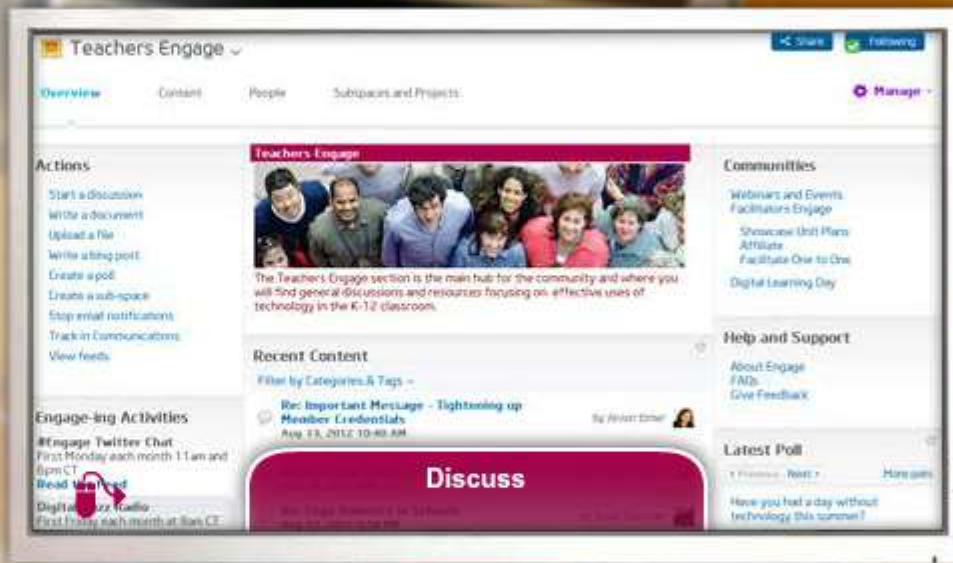 Teachers Engage
Share
Following
Overview
Content
People
Subspaces and Projects
Manage
Actions
Start a discussion
Write a document
Upload a file
Write a blog post
Create a poll
Create a sub-space
Stop email notifications
Track in Communications
View feeds
Engage-ing Activities
#Engage Twitter Chat
First Monday each month 11am and
8pm CT
Read the Feed
Digital Buzz Radio
First Friday each month at 8am CT
Teachers Engage
The Teachers Engage section is the main hub for the community and where you
will find general discussions and resources focusing on effective uses of
technology in the K-12 classroom.
Recent Content
Filter by Categories & Tags
Re: Important Message - Tightening up
Member Credentials
Aug 13, 2012 10:40 AM
by
Discuss
Communities
Webinars and Events
Facilitators Engage
Showcase Unit Plans
Affiliate
Facilitate One to One
Digital Learning Day
Help and Support
About Engage
FAQs
Give Feedback
Latest Poll
Previous Next
More polls
Have you had a day without
technology this summer?